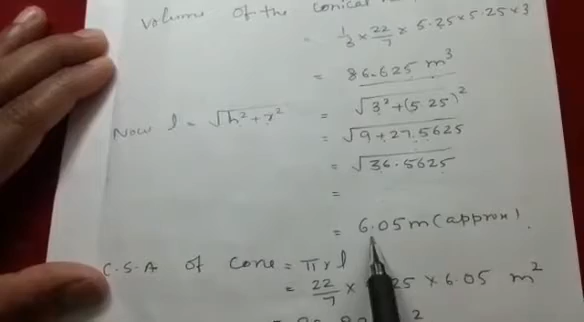 Volume of the conical
= 1/3 × 22/7 × 5.25×5.25×3
= 86.625 m³
Now l = √h²+r² = √3²+(5.25)²
= √9+27.5625
= √36.5625
=
= 6.05m (approx).
C.S.A of cone = πrl
= 22/7 × 25 × 6.05 m²